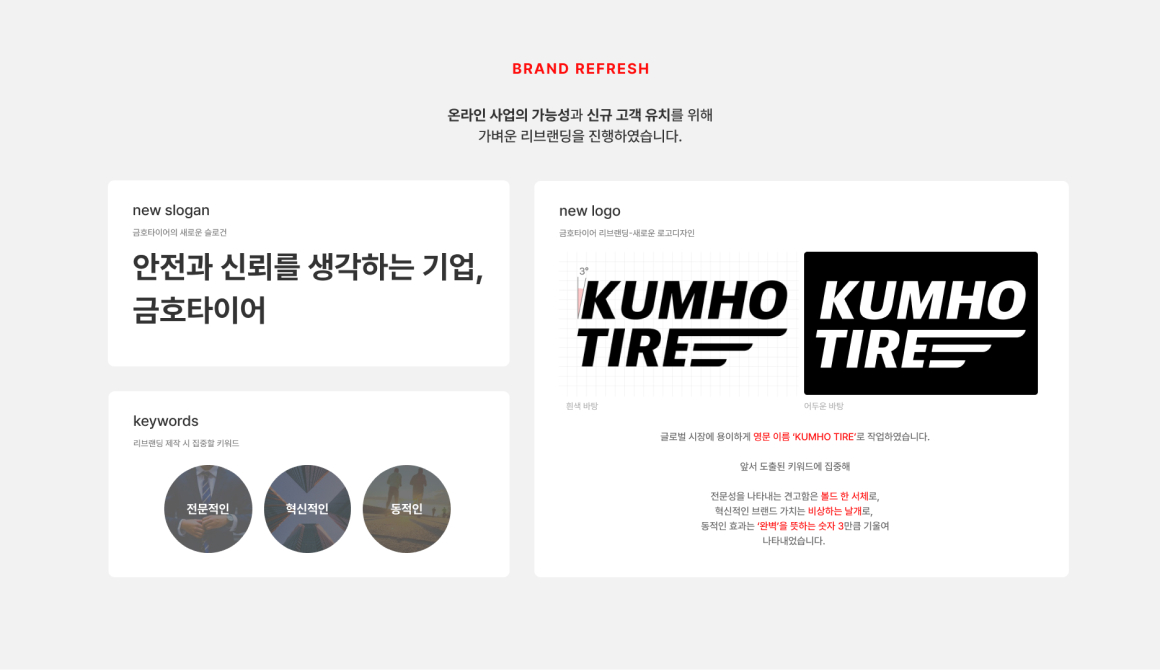 BRAND REFRESH
온라인 사업의 가능성과 신규 고객 유치를 위해
가벼운 리브랜딩을 진행하였습니다.
new slogan
금호타이어의 새로운 슬로건
안전과 신뢰를 생각하는 기업,
금호타이어
keywords
리브랜딩 제작 시 집중할 키워드
전문적인
혁신적인
동적인
new logo
금호타이어 리브랜딩-새로운 로고디자인
3°
KUMHO
TIRE
KUMHO
TIRE
흰색 바탕
어두운 바탕
글로벌 시장에 용이하게 영문 이름 ‘KUMHO TIRE’로 작업하였습니다.
앞서 도출된 키워드에 집중해
전문성을 나타내는 견고함은 볼드 한 서체로,
혁신적인 브랜드 가치는 비상하는 날개로,
동적인 효과는 ‘완벽’을 뜻하는 숫자 3만큼 기울여
나타내었습니다.